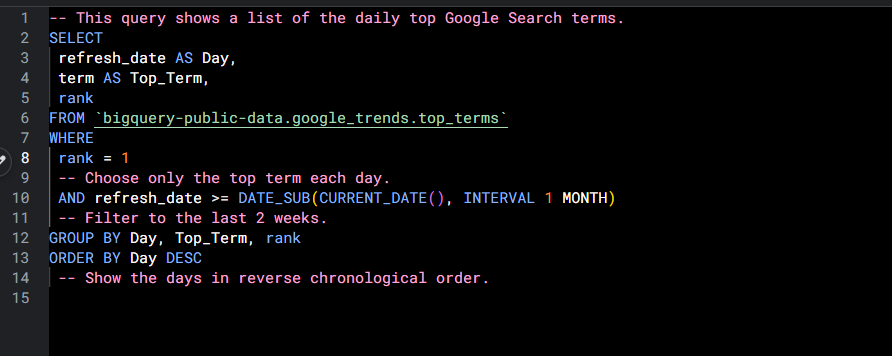 1 -- This query shows a list of the daily top Google Search terms.
2 SELECT
3 refresh_date AS Day,
4 term AS Top_Term,
5 rank
6 FROM `bigquery-public-data.google_trends.top_terms`
7 WHERE
8 rank = 1
9 -- Choose only the top term each day.
10 AND refresh_date >= DATE_SUB(CURRENT_DATE(), INTERVAL 1 MONTH)
11 -- Filter to the last 2 weeks.
12 GROUP BY Day, Top_Term, rank
13 ORDER BY Day DESC
14 -- Show the days in reverse chronological order.
15